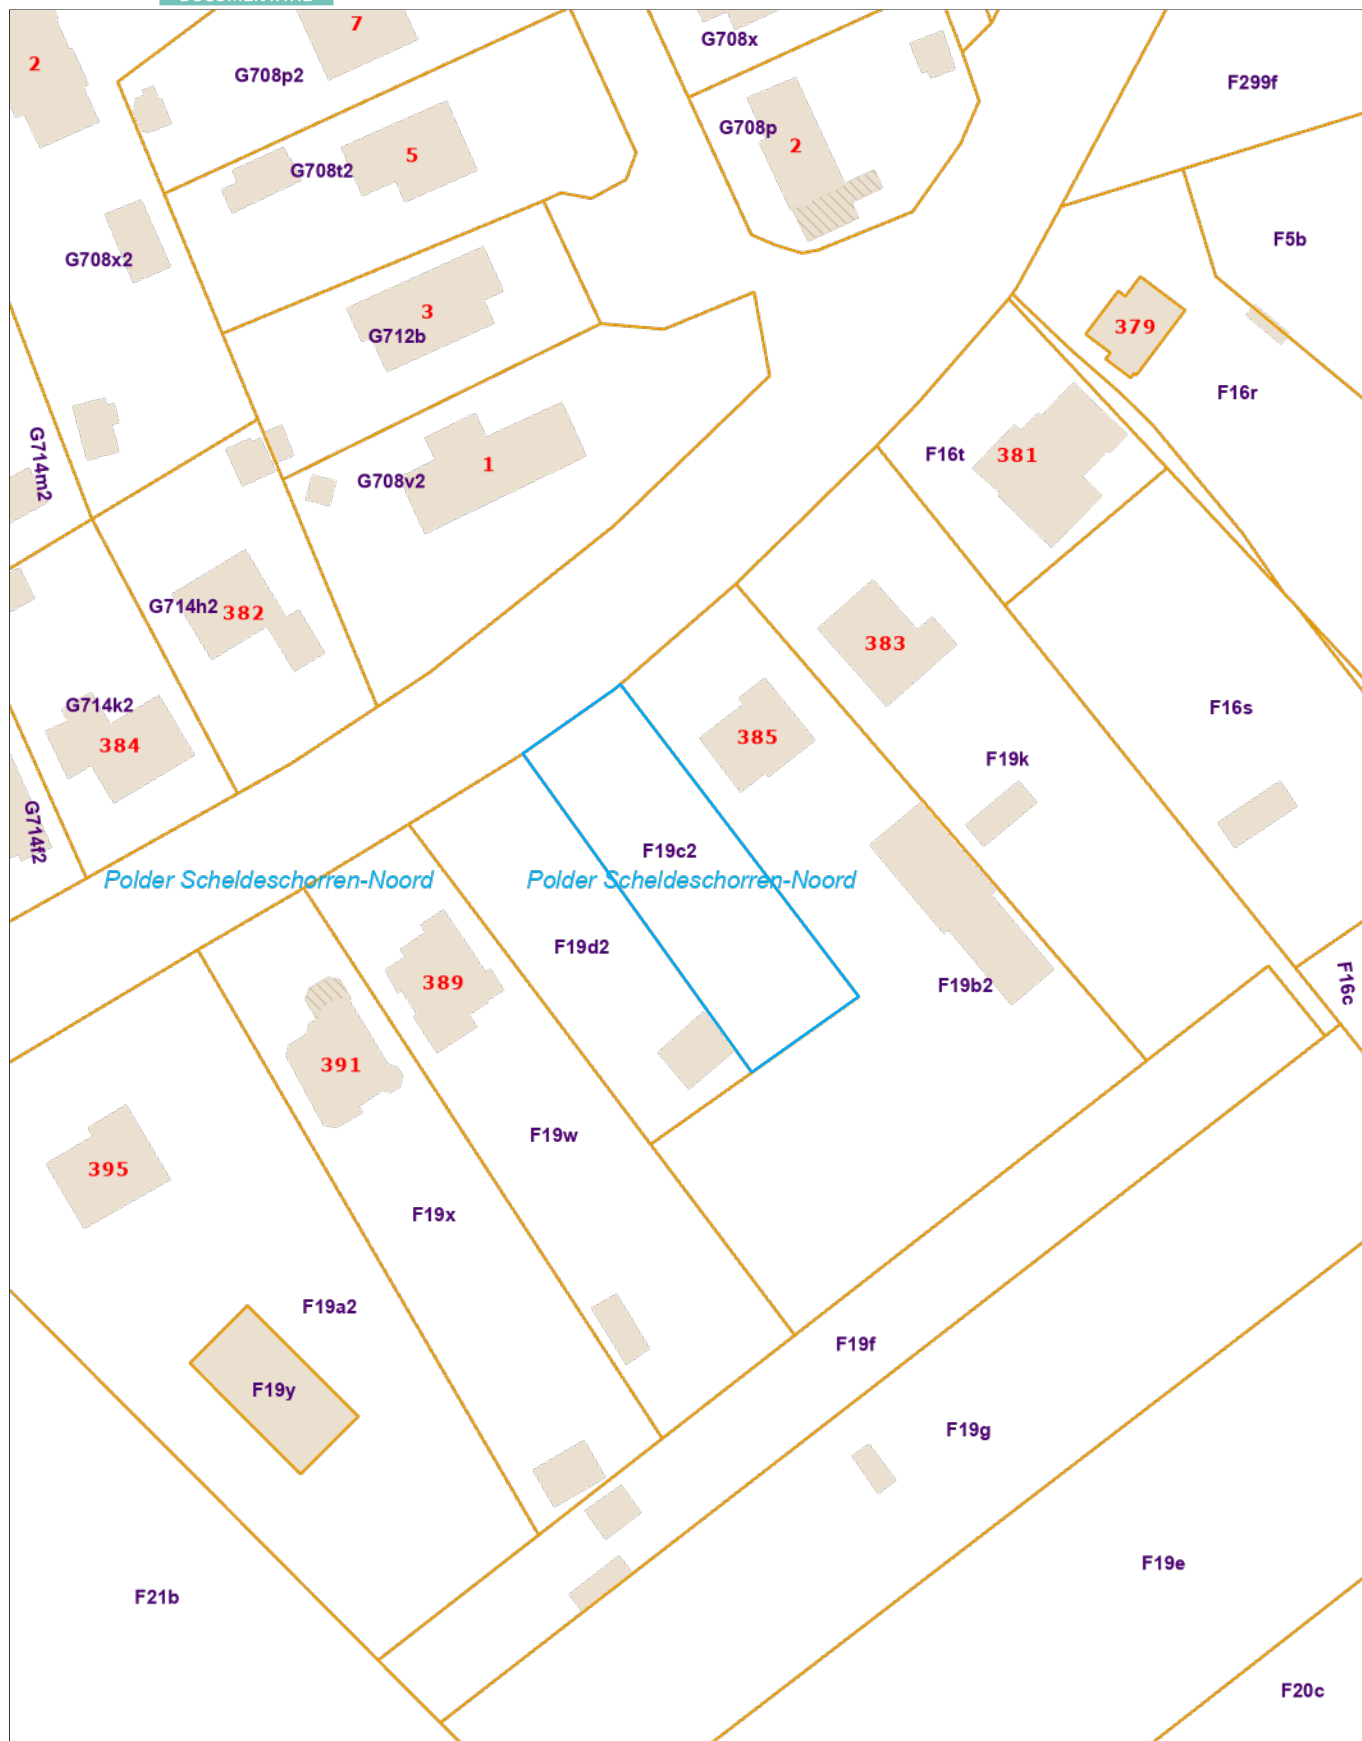 7
G708x
2
G708p2
F299f
G708p
2
5
G708t2
F5b
G708x2
3
G712b
379
F16r
G714m2
F16t
381
1
G708v2
G714h2
382
383
G714k2
384
385
F16s
F19k
G714f2
F19c2
Polder Scheldeschorren-Noord
Polder Scheldeschorren-Noord
F19d2
389
F19b2
F16c
391
F19w
395
F19x
F19a2
F19f
F19y
F19g
F19e
F21b
F20c